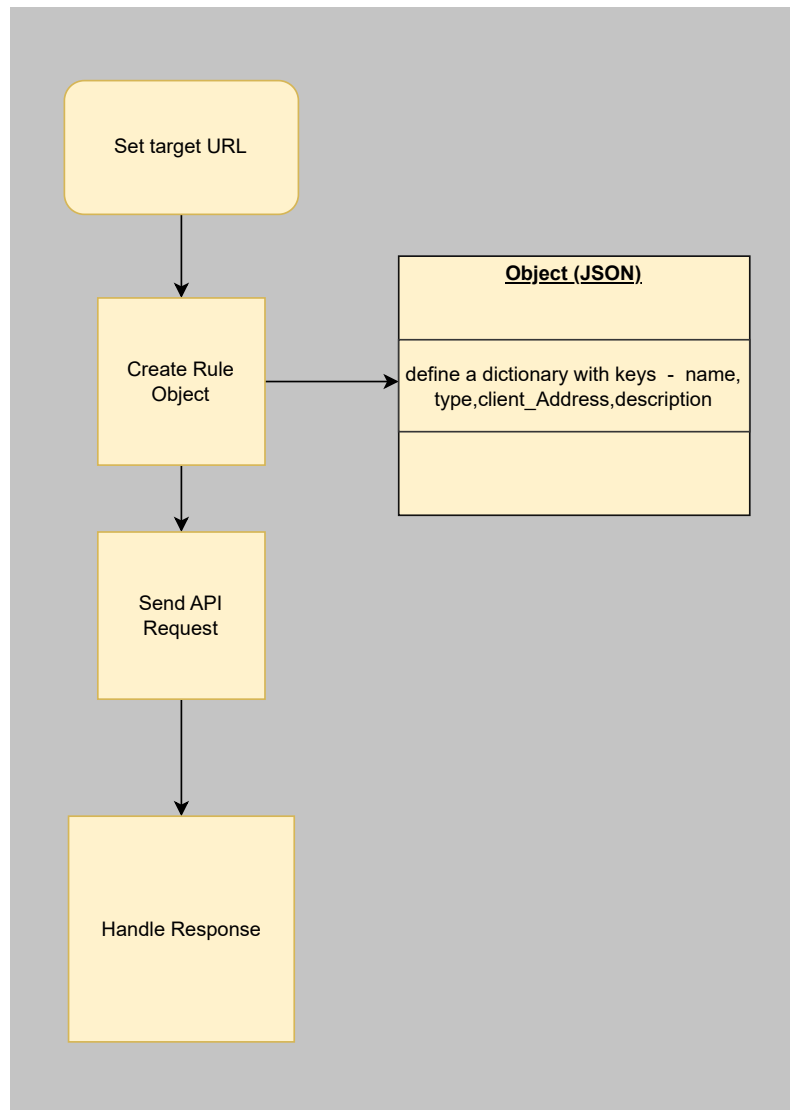 Set target URL
Object (JSON)
Create Rule
Object
define a dictionary with keys  -  name,
type,client_Address,description
Send API
Request
Handle Response